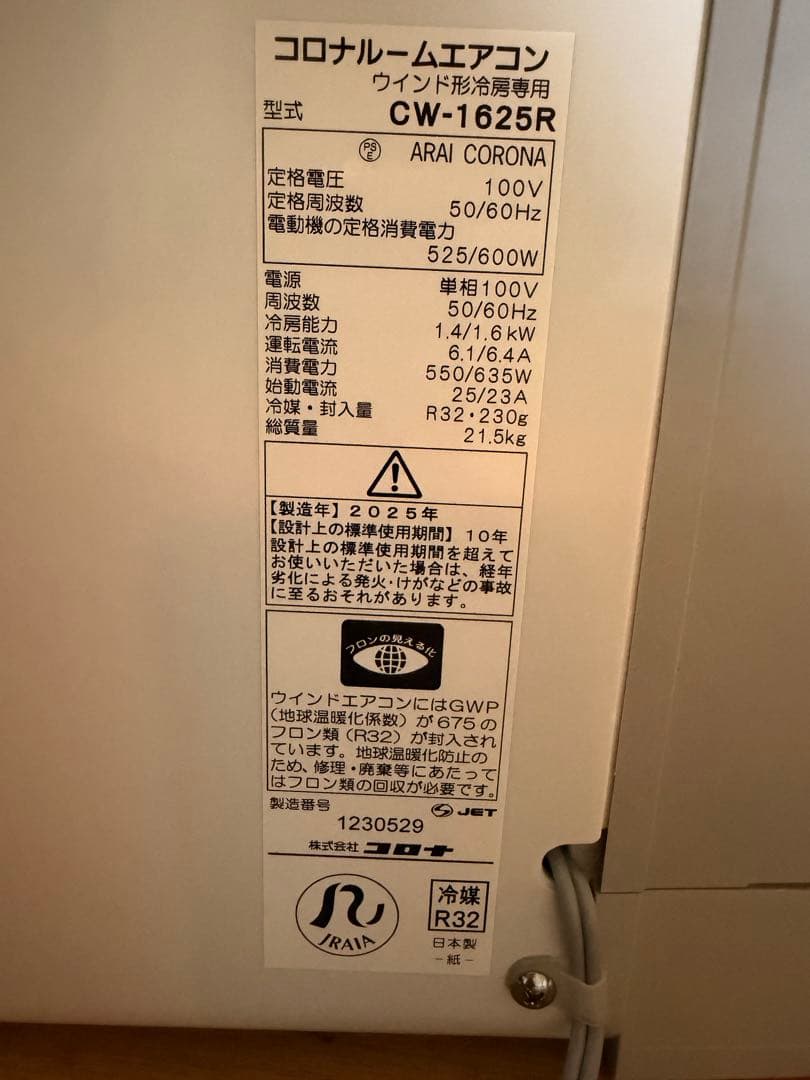 コロナルームエアコン
ウインド形冷房専用
型式 CW-1625R
PSE ARAI CORONA
定格電圧 100V
定格周波数 50/60Hz
電動機の定格消費電力
525/600W
電源 単相100V
周波数 50/60Hz
冷房能力 1.4/1.6kW
運転電流 6.1/6.4A
消費電力 550/635W
始動電流 25/23A
冷媒・封入量 R32・230g
総質量 21.5kg
【製造年】2025年
【設計上の標準使用期間】10年
設計上の標準使用期間を超えて
お使いいただいた場合は、経年
劣化による発火・けがなどの事故
に至るおそれがあります。
フロンの見える化
ウインドエアコンにはGWP
(地球温暖化係数)が675の
フロン類(R32)が封入され
ています。地球温暖化防止の
ため、修理・廃棄等にあたって
はフロン類の回収が必要です。
製造番号 JET
1230529
株式会社 コロナ
JRAIA
冷媒
R32
日本製
-紙-